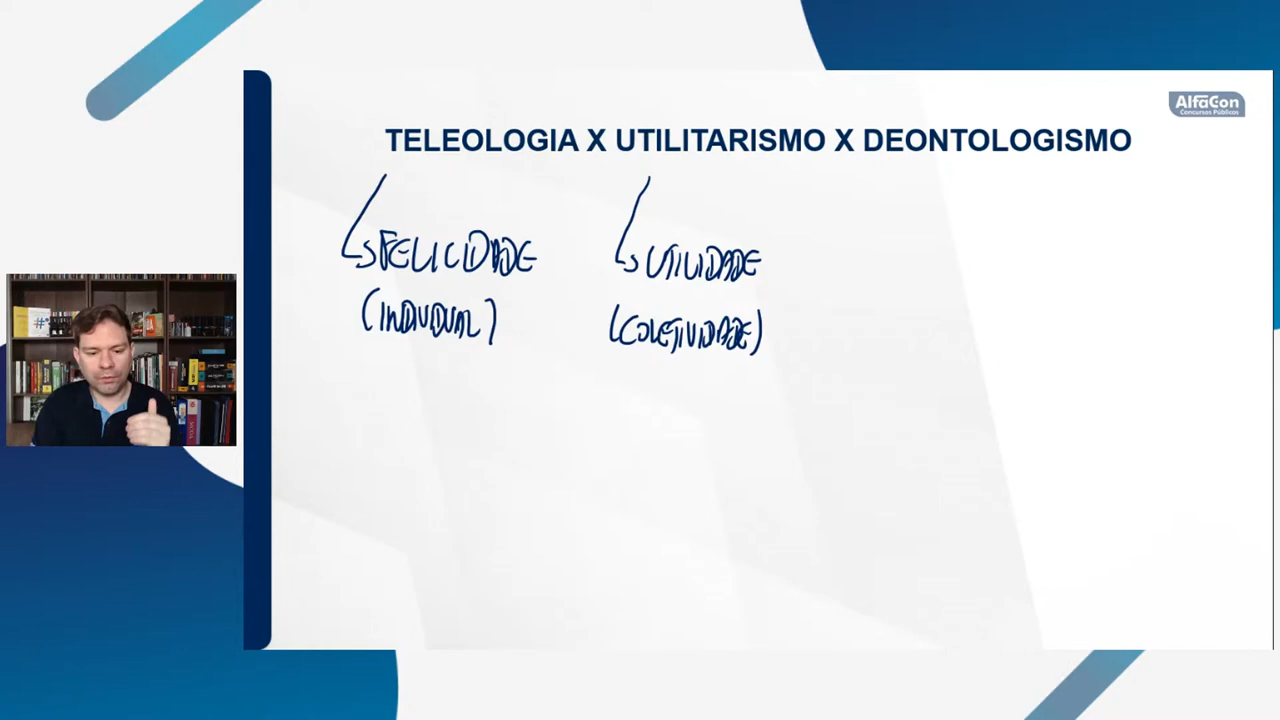 AlfaCon
Concursos Públicos
TELEOLOGIA X UTILITARISMO X DEONTOLOGISMO
FELICIDADE
UTILIDADE
(INDIVIDUAL)
(COLETIVIDADE)